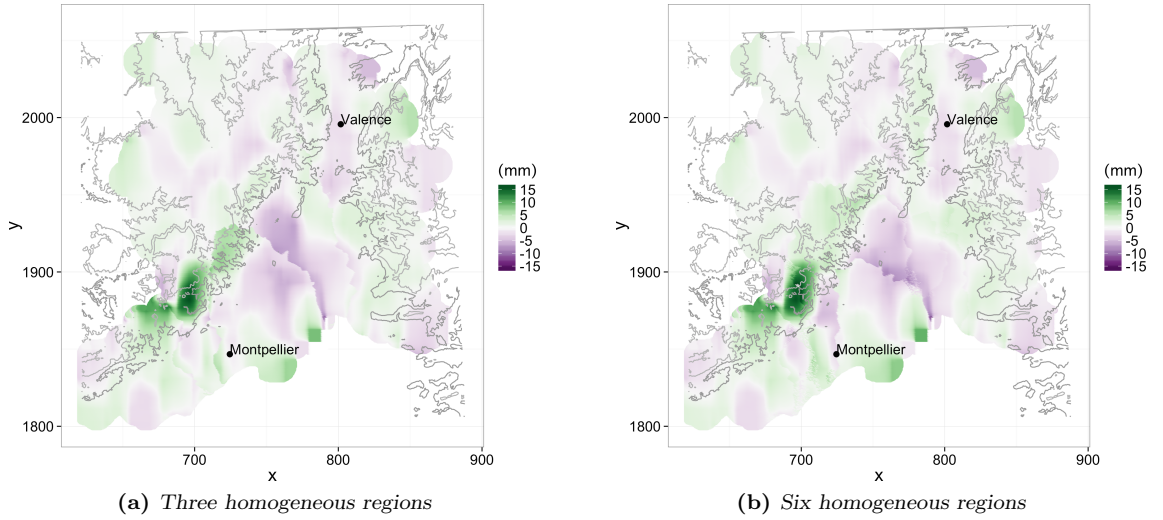 2000
1900
1800
y
700
800
900
x
Valence
Montpellier
(mm)
15
10
5
0
-5
-10
-15
(a) Three homogeneous regions
2000
1900
1800
y
700
800
900
x
Valence
Montpellier
(mm)
15
10
5
0
-5
-10
-15
(b) Six homogeneous regions